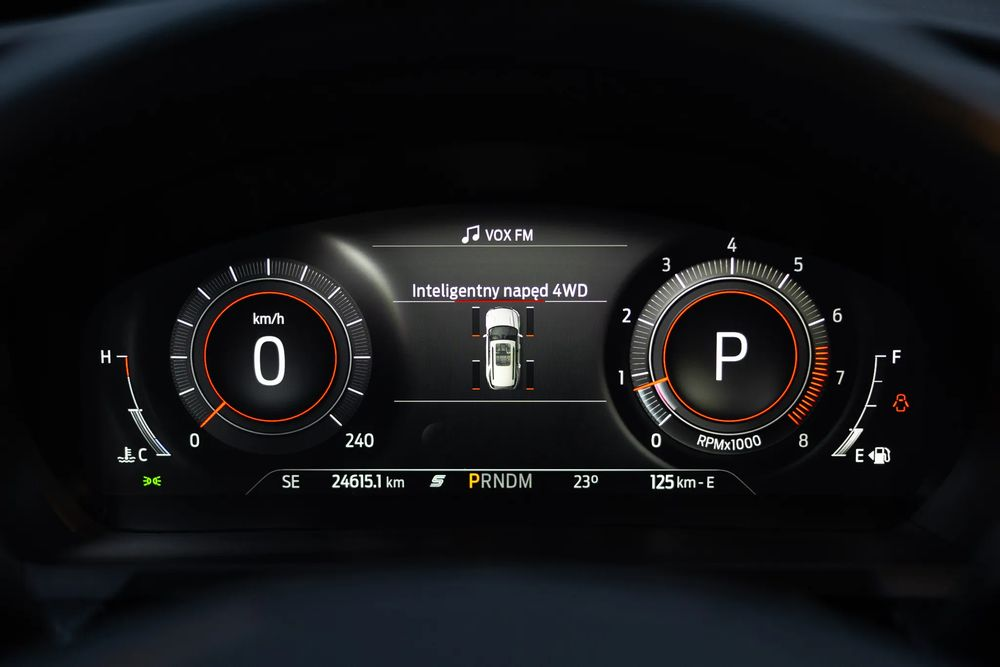 VOX FM
Inteligentny napęd 4WD
km/h
0
0
240
H
C
P
0
1
2
3
4
5
6
7
8
RPMx1000
F
E
SE 24615.1 km S PRNDM 23º 125 km - E